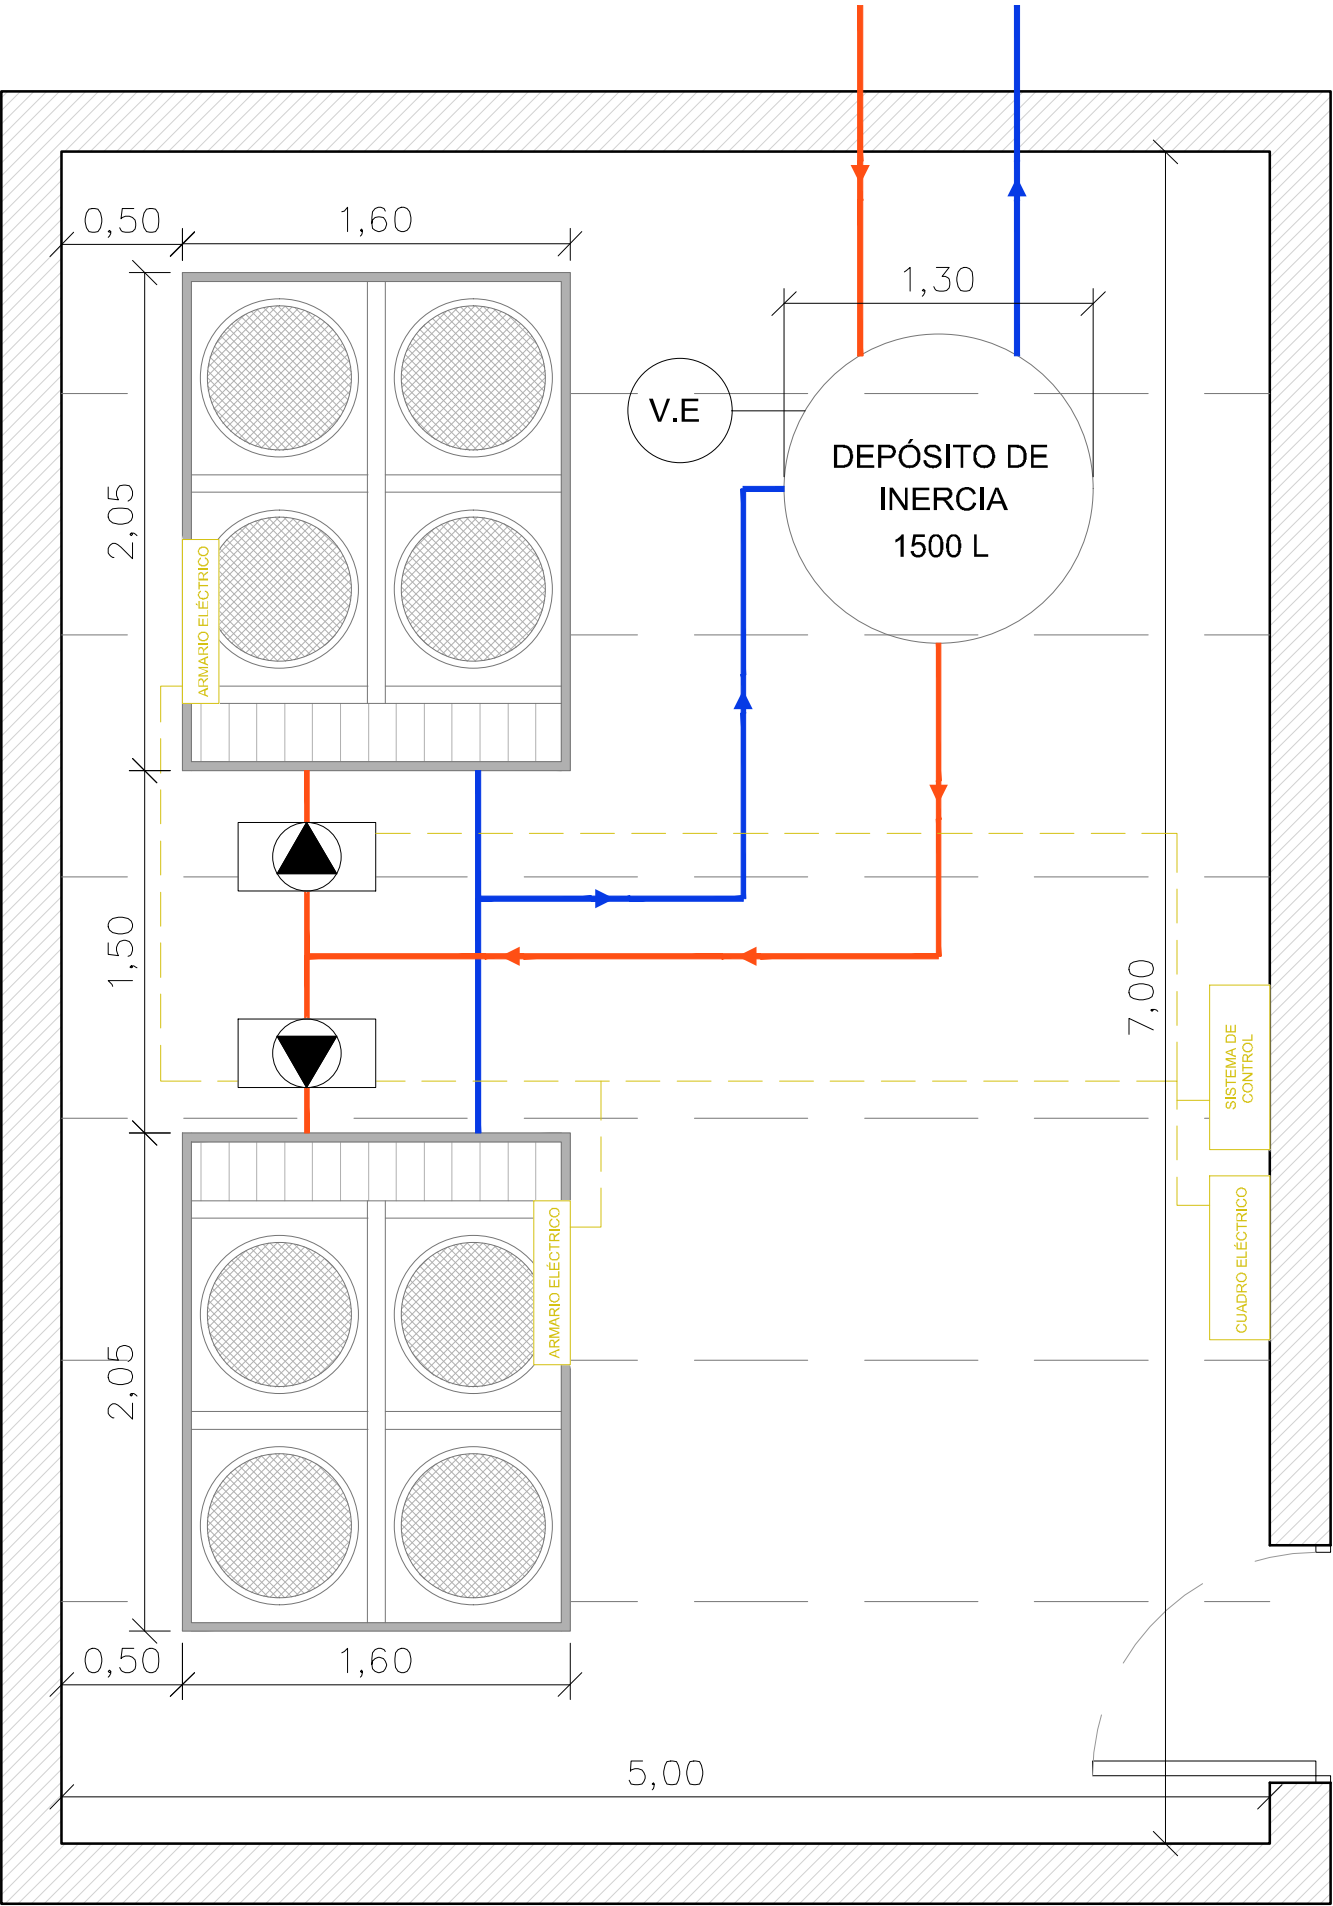 0,50
1,60
1,30
V.E
DEPÓSITO DE
INERCIA
1500 L
2,05
ARMARIO ELÉCTRICO
1,50
7,00
SISTEMA DE
CONTROL
CUADRO ELÉCTRICO
ARMARIO ELÉCTRICO
2,05
0,50
1,60
5,00